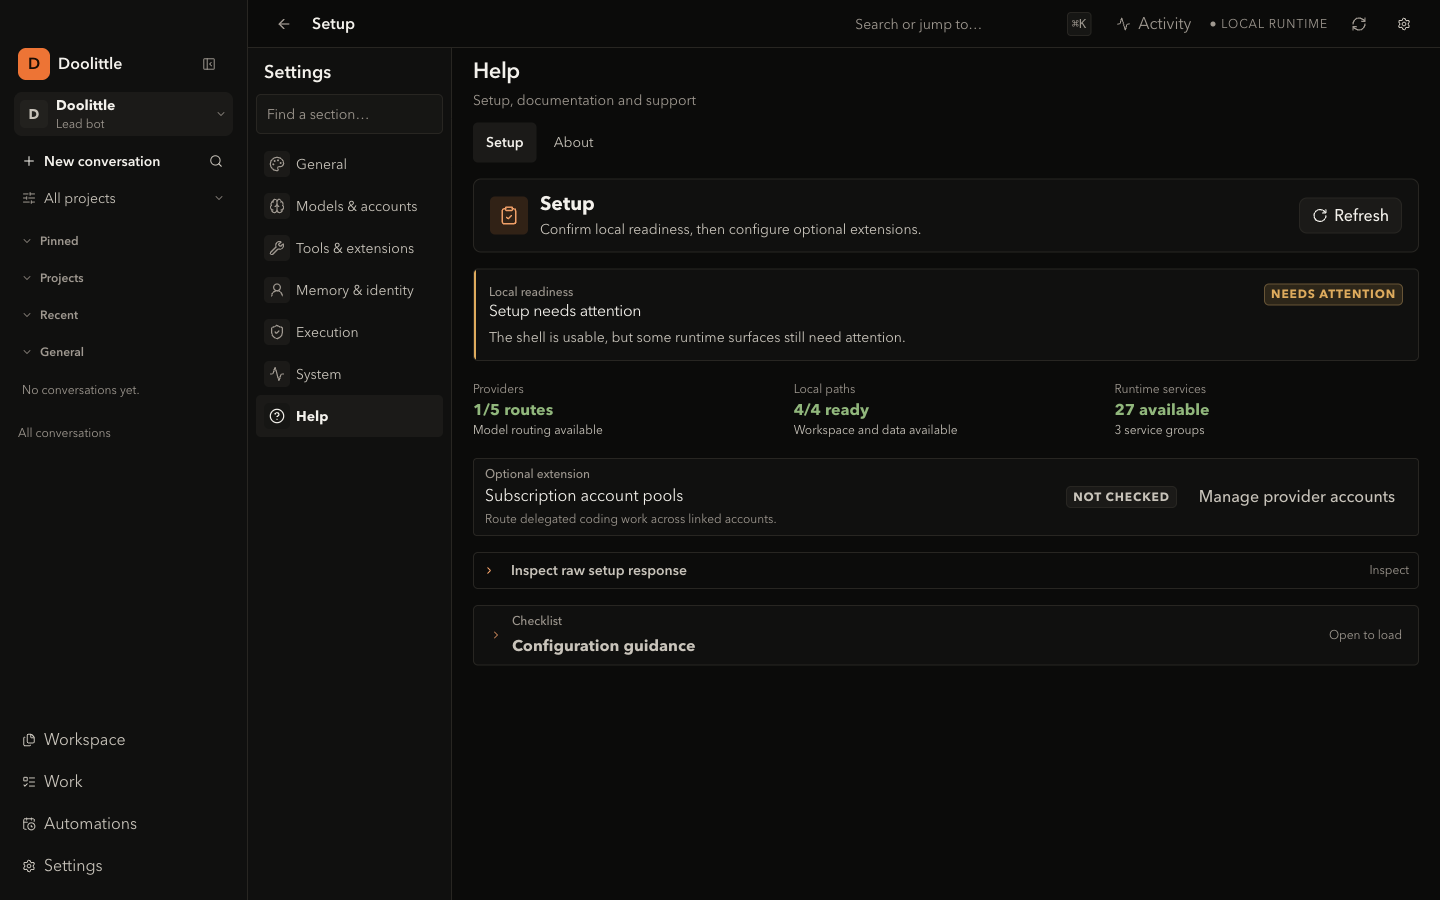 Setup
Search or jump to…
⌘K
Activity
LOCAL RUNTIME
D
Doolittle
D
Doolittle
Lead bot
New conversation
All projects
Pinned
Projects
Recent
General
No conversations yet.
All conversations
Workspace
Work
Automations
Settings
Settings
Find a section…
General
Models & accounts
Tools & extensions
Memory & identity
Execution
System
Help
Help
Setup, documentation and support
Setup
About
Setup
Confirm local readiness, then configure optional extensions.
Refresh
Local readiness
Setup needs attention
The shell is usable, but some runtime surfaces still need attention.
NEEDS ATTENTION
Providers
1/5 routes
Model routing available
Local paths
4/4 ready
Workspace and data available
Runtime services
27 available
3 service groups
Optional extension
Subscription account pools
Route delegated coding work across linked accounts.
NOT CHECKED
Manage provider accounts
Inspect raw setup response
Inspect
Checklist
Configuration guidance
Open to load